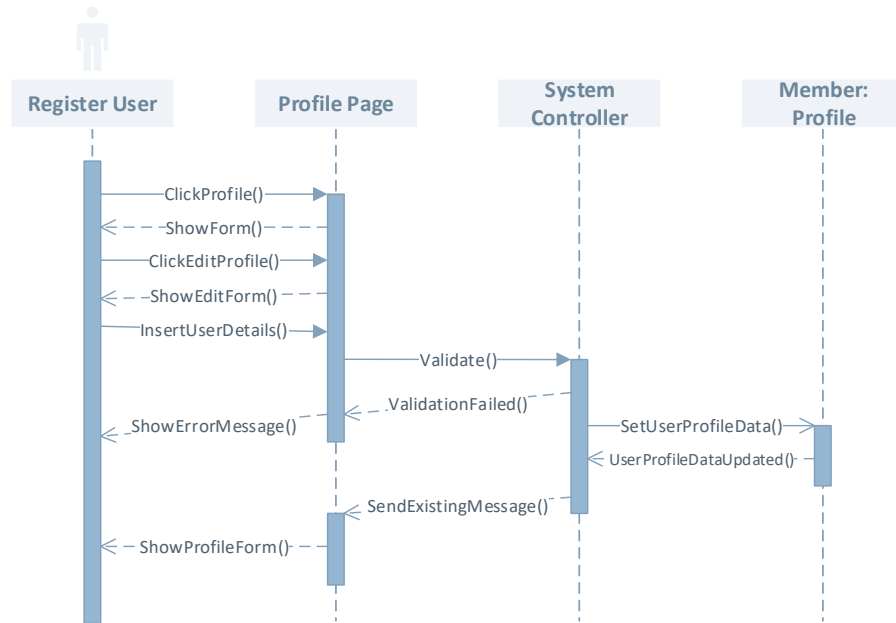 Register User
Profile Page
System
Controller
Member:
Profile
ClickProfile()
ShowForm()
ClickEditProfile()
ShowEditForm()
InsertUserDetails()
Validate()
ValidationFailed()
ShowErrorMessage()
SetUserProfileData()
UserProfileDataUpdated()
SendExistingMessage()
ShowProfileForm()